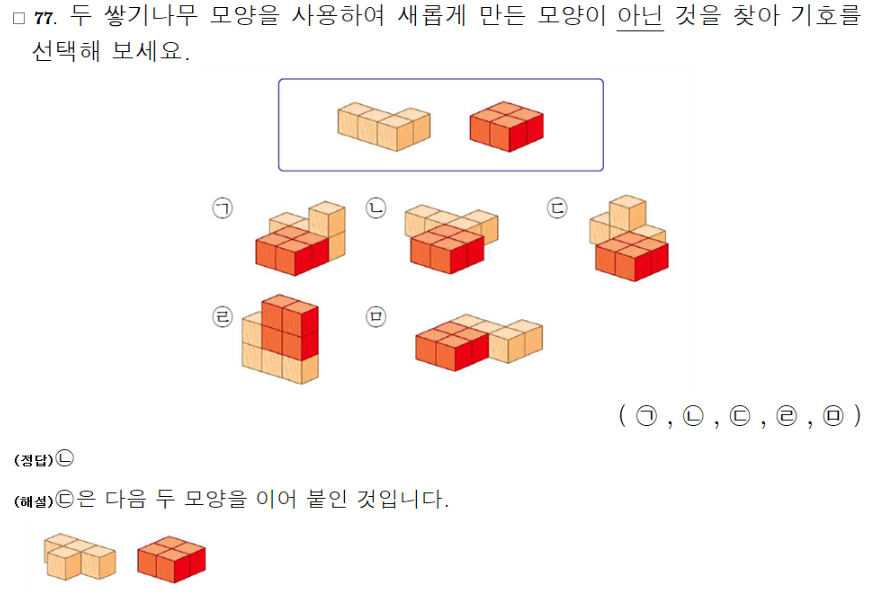 □ 77. 두 쌓기나무 모양을 사용하여 새롭게 만든 모양이 아닌 것을 찾아 기호를
선택해 보세요.
㉠ ㉡ ㉢
㉣ ㉤
( ㉠ , ㉡ , ㉢ , ㉣ , ㉤ )
(정답)㉡
(해설)㉢은 다음 두 모양을 이어 붙인 것입니다.